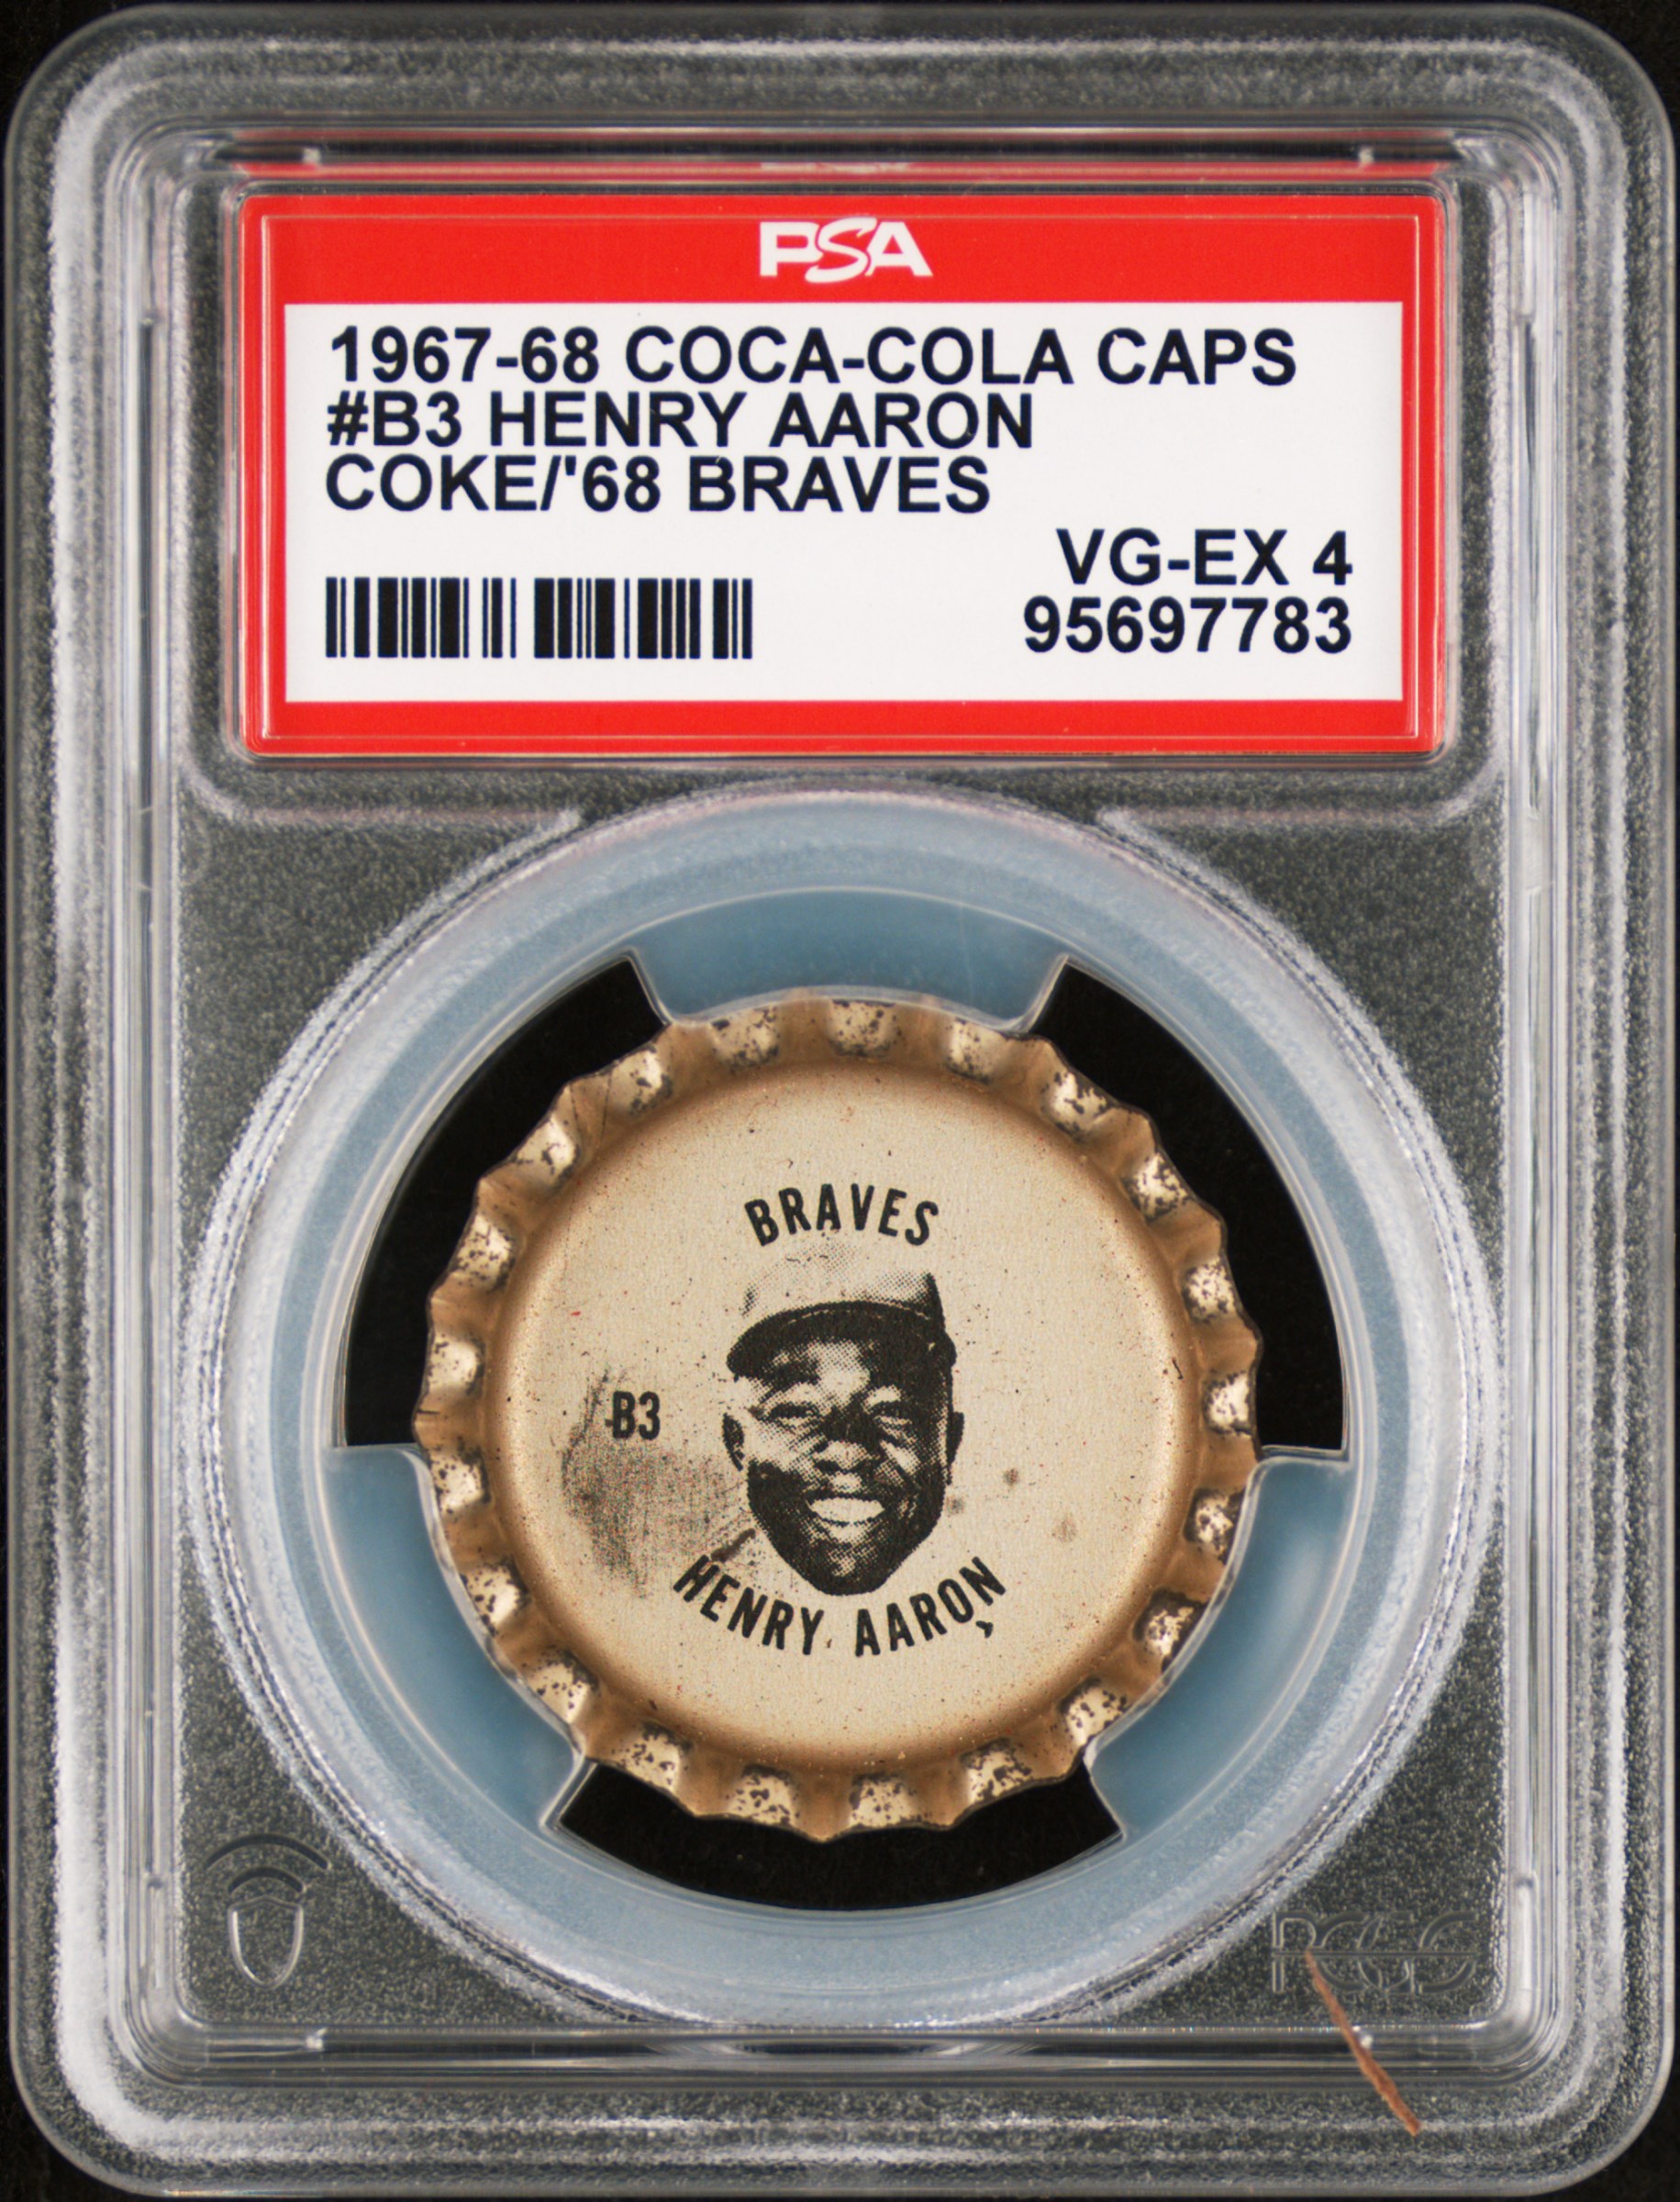 PSA
1967-68 COCA-COLA CAPS
#B3 HENRY AARON
COKE/'68 BRAVES
VG-EX 4
95697783
BRAVES
B3
HENRY AARON
PCGS